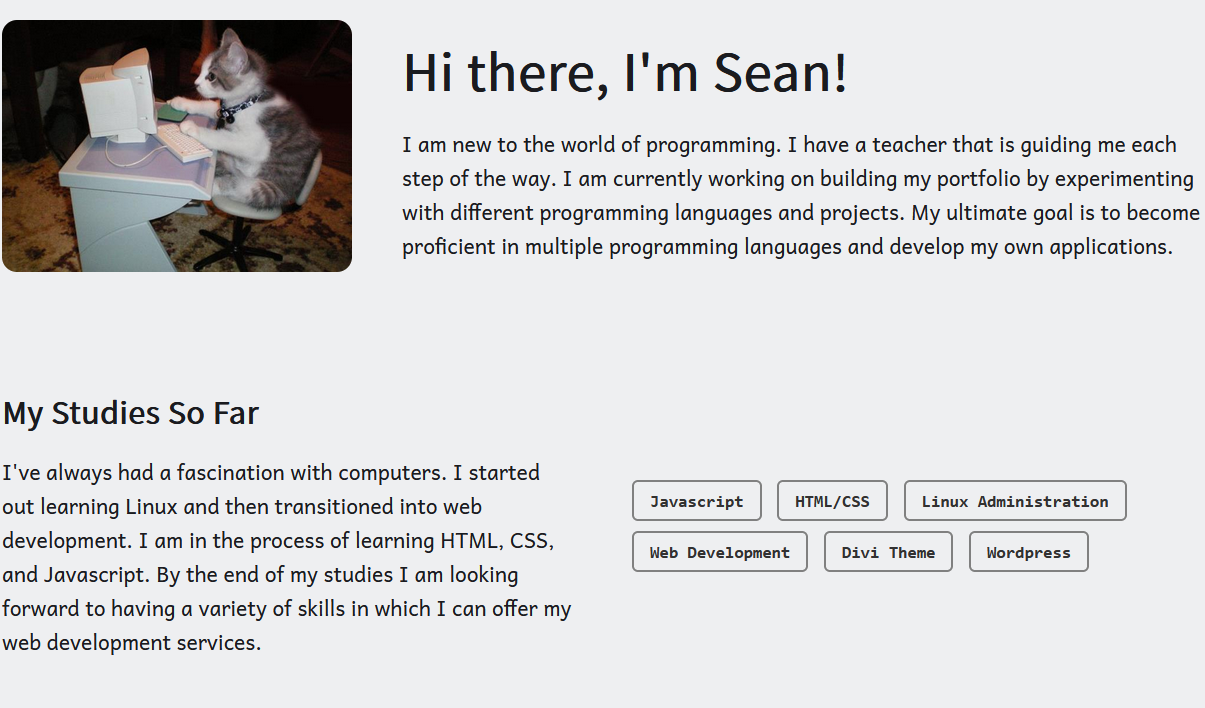 Hi there, I'm Sean!
I am new to the world of programming. I have a teacher that is guiding me each
step of the way. I am currently working on building my portfolio by experimenting
with different programming languages and projects. My ultimate goal is to become
proficient in multiple programming languages and develop my own applications.
My Studies So Far
I've always had a fascination with computers. I started
out learning Linux and then transitioned into web
development. I am in the process of learning HTML, CSS,
and Javascript. By the end of my studies I am looking
forward to having a variety of skills in which I can offer my
web development services.
Javascript HTML/CSS Linux Administration
Web Development Divi Theme Wordpress